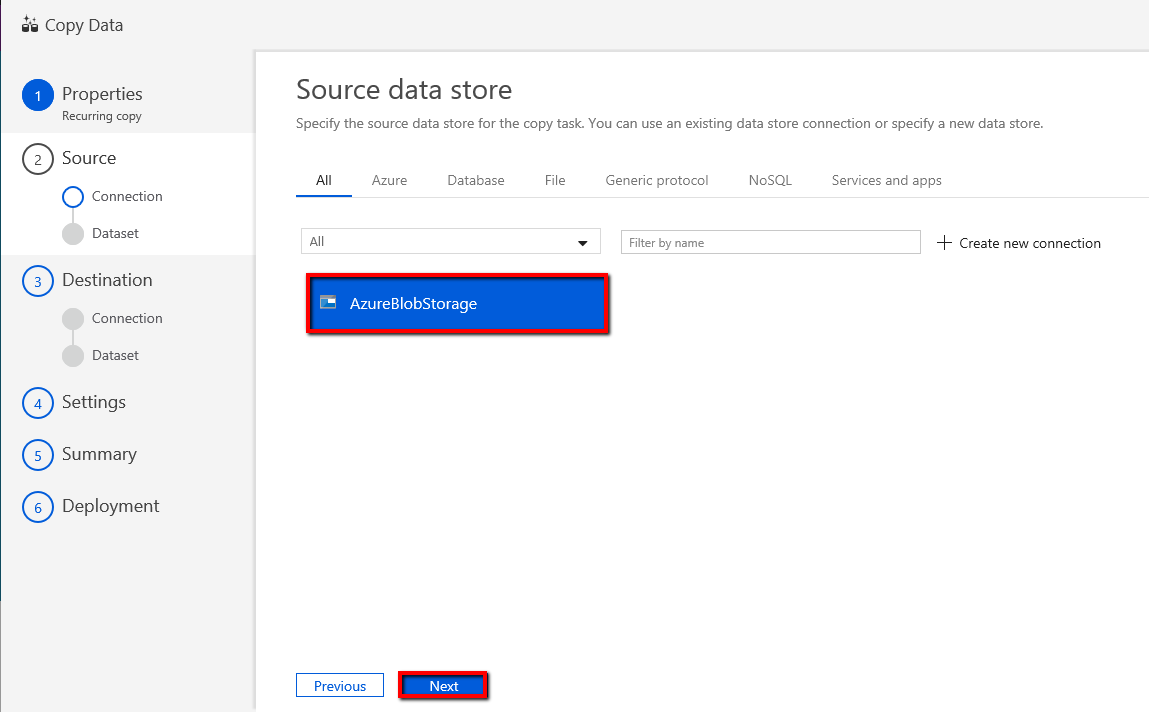 Copy Data
1 Properties
Recurring copy
2 Source
Connection
Dataset
3 Destination
Connection
Dataset
4 Settings
5 Summary
6 Deployment
Source data store
Specify the source data store for the copy task. You can use an existing data store connection or specify a new data store.
All Azure Database File Generic protocol NoSQL Services and apps
All Filter by name + Create new connection
AzureBlobStorage
Previous Next